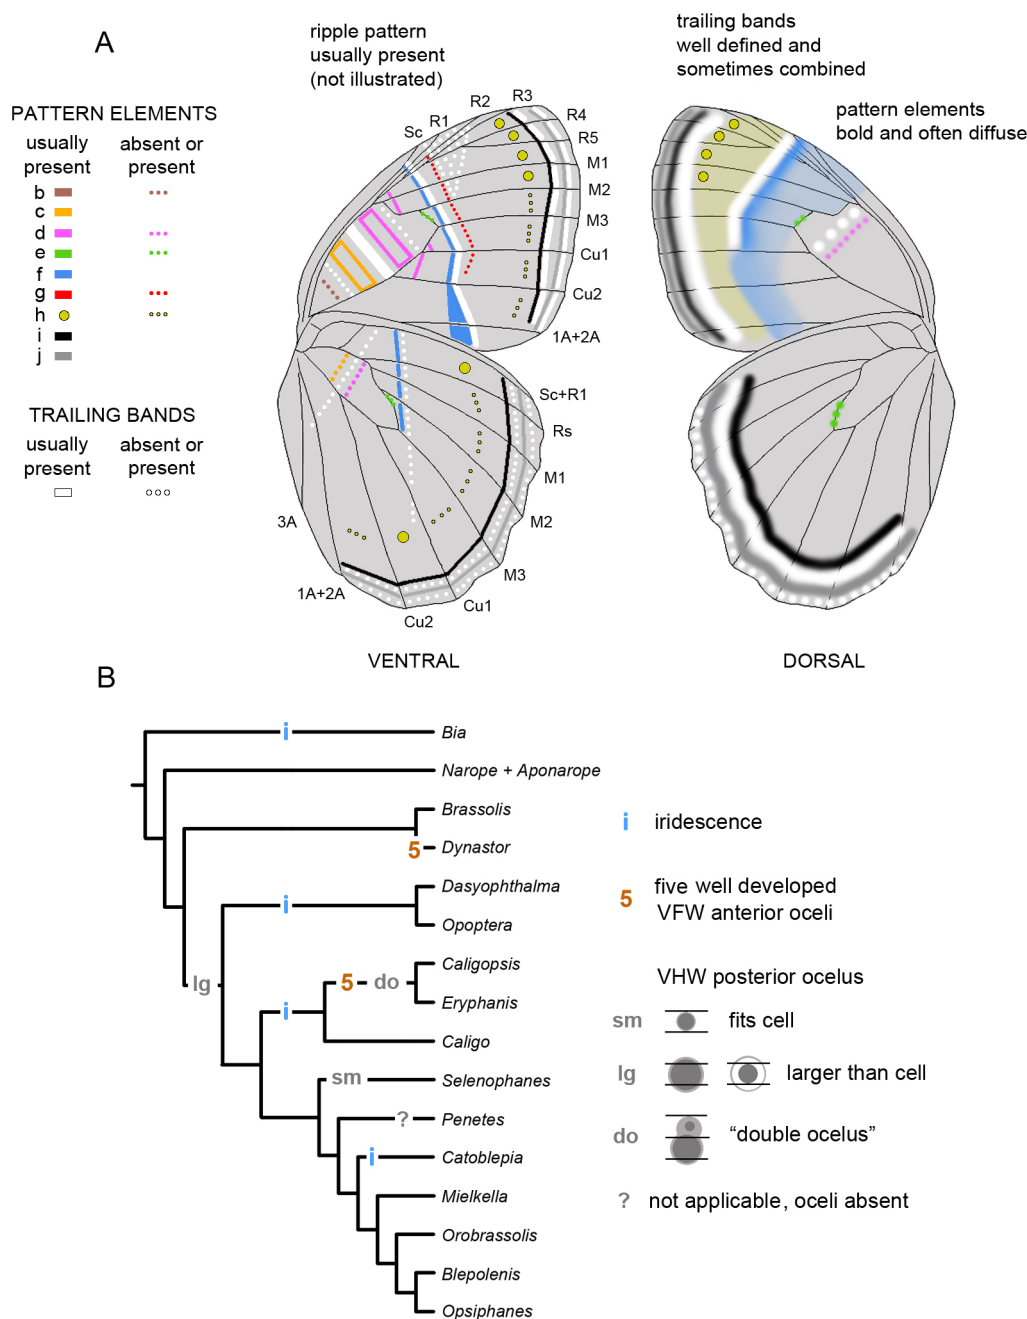 A
ripple pattern
usually present
(not illustrated)
trailing bands
well defined and
sometimes combined
pattern elements
bold and often diffuse
PATTERN ELEMENTS
usually
present
absent or
present
b
c
d
e
f
g
h
i
j
TRAILING BANDS
usually
present
absent or
present
Sc
R1
R2
R3
R4
R5
M1
M2
M3
Cu1
Cu2
1A+2A
Sc+R1
Rs
M1
M2
M3
Cu1
Cu2
1A+2A
3A
VENTRAL
DORSAL
B
i
Bia
Narope + Aponarope
Brassolis
5
Dynastor
Dasyophthalma
i
Opoptera
lg
Caligopsis
5
do
Eryphanis
i
Caligo
sm
Selenophanes
?
Penetes
i
Catoblepia
Mielkella
Orobrassolis
Blepolenis
Opsiphanes
i iridescence
5 five well developed
VFW anterior oceli
VHW posterior ocelus
sm fits cell
lg larger than cell
do “double ocelus”
? not applicable, oceli absent